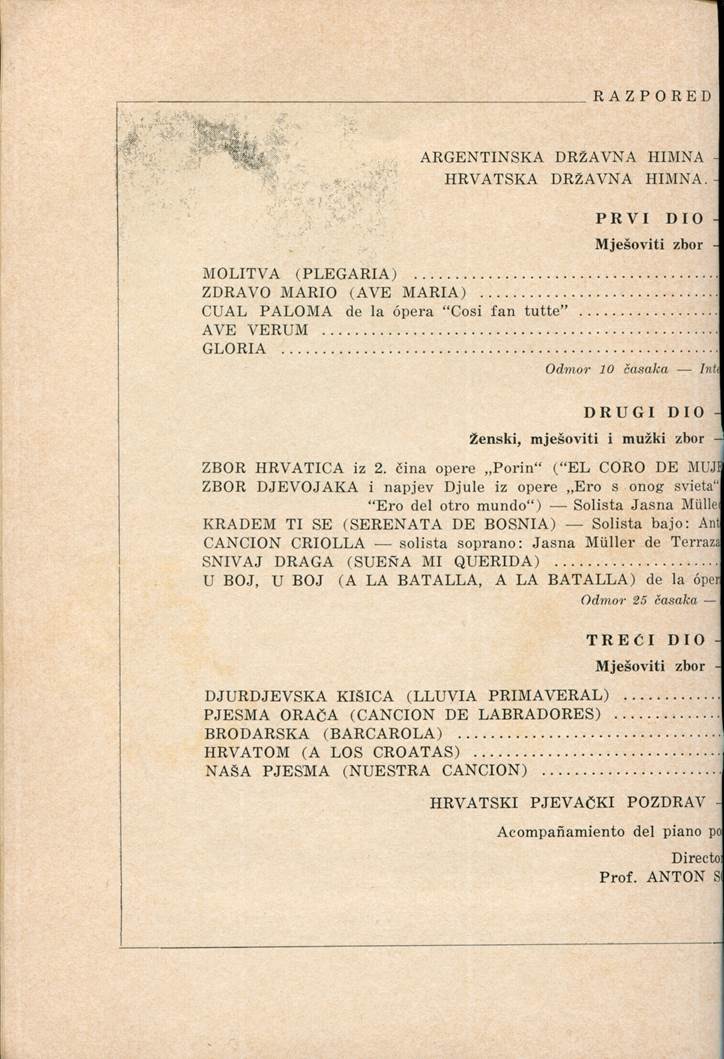 RAZPORED
ARGENTINSKA DRŽAVNA HIMNA -
HRVATSKA DRŽAVNA HIMNA. -
PRVI DIO -
Mješoviti zbor -
MOLITVA (PLEGARIA) ........................................
ZDRAVO MARIO (AVE MARIA) ..............................
CUAL PALOMA de la ópera “Cosi fan tutte” .................
AVE VERUM ..................................................
GLORIA ......................................................
Odmor 10 časaka —
DRUGI DIO -
Ženski, mješoviti i mužki zbor —
ZBOR HRVATICA iz 2. čina opere „Porin“ (“EL CORO DE
ZBOR DJEVOJAKA i napjev Djule iz opere „Ero s onog svieta“
“Ero del otro mundo“) — Solista Jasna
KRADEM TI SE (SERENATA DE BOSNIA) — Solista bajo:
CANCION CRIOLLA — solista soprano: Jasna Müller de
SNIVAJ DRAGA (SUEÑA MI QUERIDA) ....................
U BOJ, U BOJ (A LA BATALLA, A LA BATALLA) de la
Odmor 25 časaka —
TREĆI DIO -
Mješoviti zbor -
DJURDJEVSKA KIŠICA (LLUVIA PRIMAVERAL) ............
PJESMA ORAČA (CANCION DE LABRADORES) .............
BRODARSKA (BARCAROLA) .................................
HRVATOM (A LOS CROATAS) ..............................
NAŠA PJESMA (NUESTRA CANCION) ......................
HRVATSKI PJEVAČKI POZDRAV -
Acompañamiento del piano
Prof. ANTON